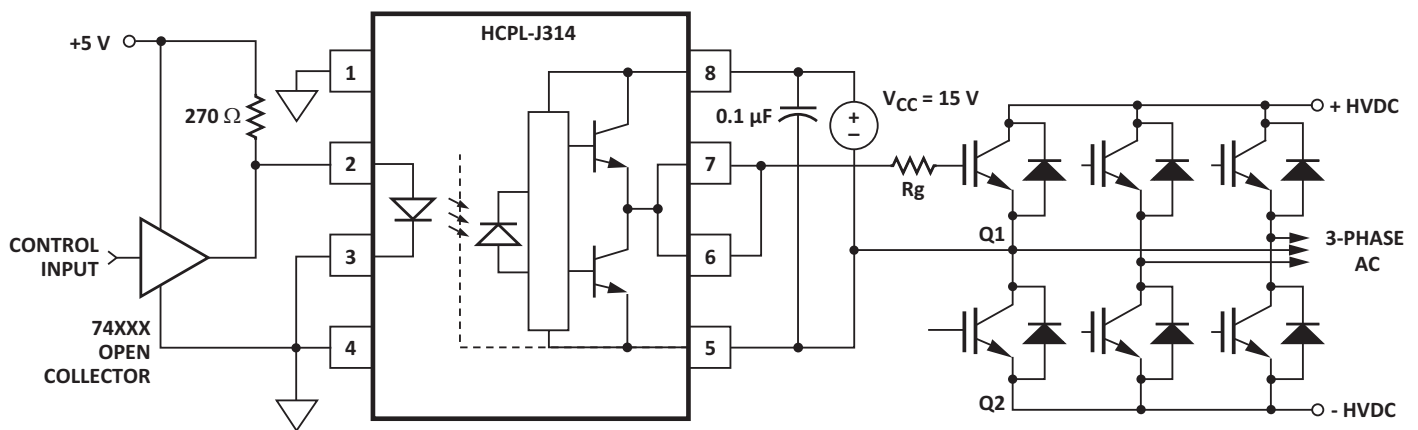 HCPL-J314
+5 V
270 Ω
1
2
3
4
8
7
6
5
0.1 µF
+
–
VCC = 15 V
Rg
+ HVDC
Q1
3-PHASE
AC
CONTROL
INPUT
74XXX
OPEN
COLLECTOR
Q2
- HVDC